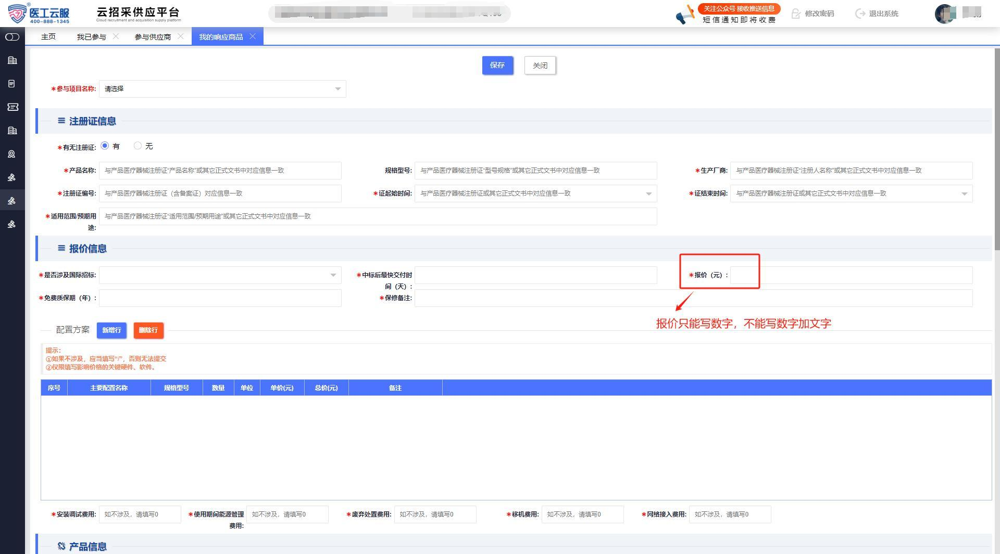 医工云服
400-888-1345
云招采供应平台
Cloud recruitment and acquisition supply platform
关注公众号 接收推送信息
短信通知即将收费
修改密码
退出系统
主页
我已参与
参与供应商
我的响应商品
保存
关闭
*参与项目名称:
请选择
注册证信息
*有无注册证:
有
无
*产品名称:
与产品医疗器械注册证“产品名称”或其它正式文书中对应信息一致
规格型号:
与产品医疗器械注册证“型号规格”或其它正式文书中对应信息一致
*生产厂商:
与产品医疗器械注册证“注册人名称”或其它正式文书中对应信息一致
*注册证编号:
与产品医疗器械注册证（含备案证）对应信息一致
*证起始时间:
与产品医疗器械注册证或其它正式文书中对应信息一致
*证结束时间:
与产品医疗器械注册证或其它正式文书中对应信息一致
*适用范围/预期用
途:
与产品医疗器械注册证“适用范围/预期用途”或其它正式文书中对应信息一致
报价信息
*是否涉及国际招标:
*中标后最快交付时
间（天）:
*报价（元）:
*免费质保期（年）:
*保修备注:
报价只能写数字，不能写数字加文字
配置方案
新增行
删除行
提示:
①如果不涉及，应当填写“/”，否则无法提交
②仅限填写影响价格的关键硬件、软件。
序号 主要配置名称 规格型号 数量 单位 单价(元) 总价(元) 备注
*安装调试费用:
如不涉及，请填写0
*使用期间能源管理
费用:
如不涉及，请填写0
*废弃处置费用:
如不涉及，请填写0
*移机费用:
如不涉及，请填写0
*网络接入费用:
如不涉及，请填写0
产品信息